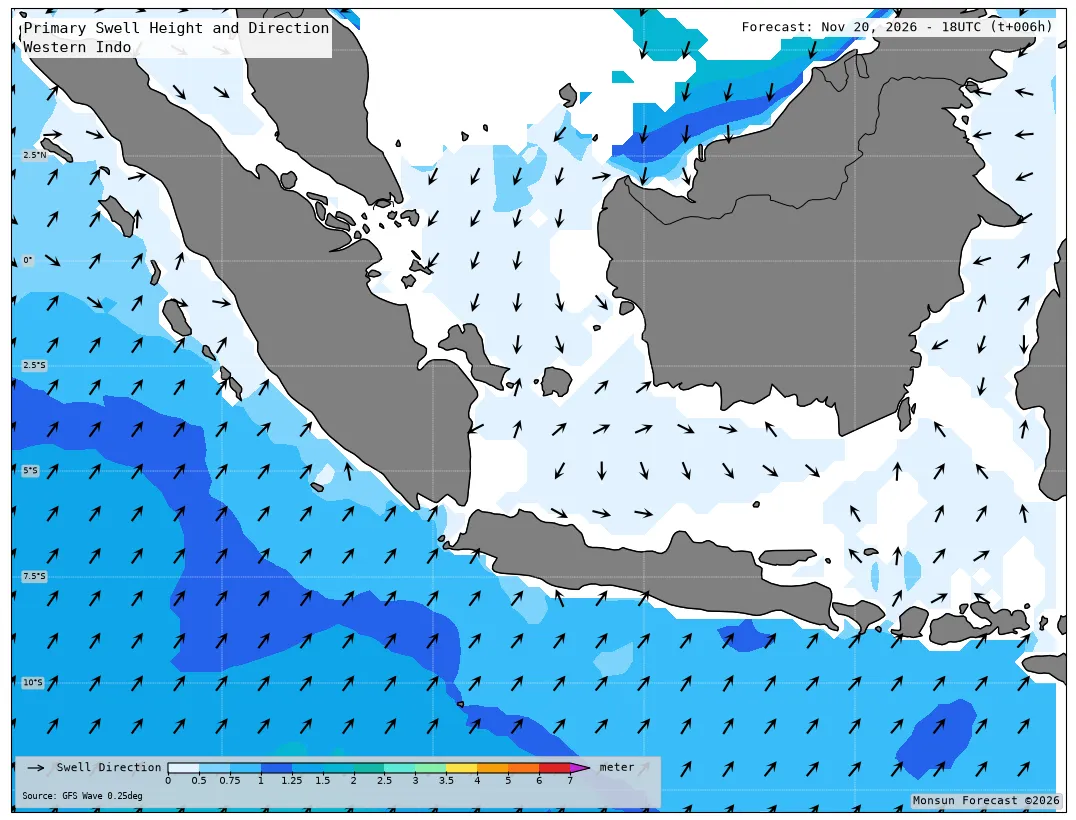 Primary Swell Height and Direction
Western Indo
Forecast: Nov 20, 2026 - 18UTC (t+006h)
2.5°N
0°
2.5°S
5°S
7.5°S
10°S
Swell Direction
meter
0 0.5 0.75 1 1.25 1.5 2 2.5 3 3.5 4 5 6 7
Source: GFS Wave 0.25deg
Monsun Forecast ©2026